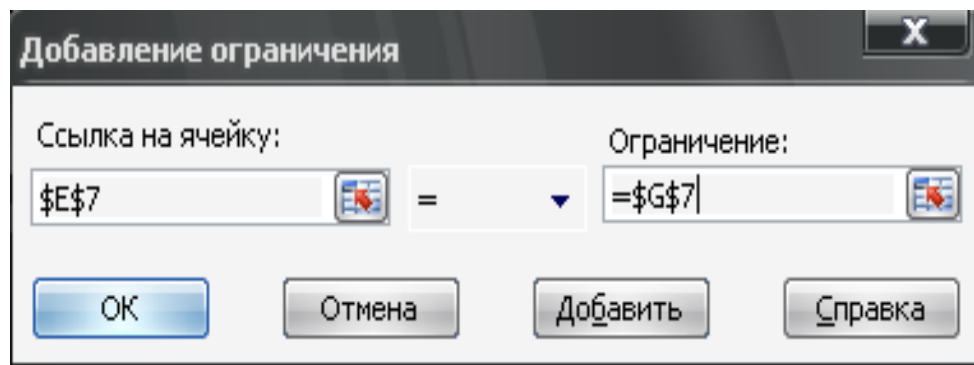 Добавление ограничения
X
Ссылка на ячейку:
Ограничение:
$E$7
=
=$G$7
ОК
Отмена
Добавить
Справка